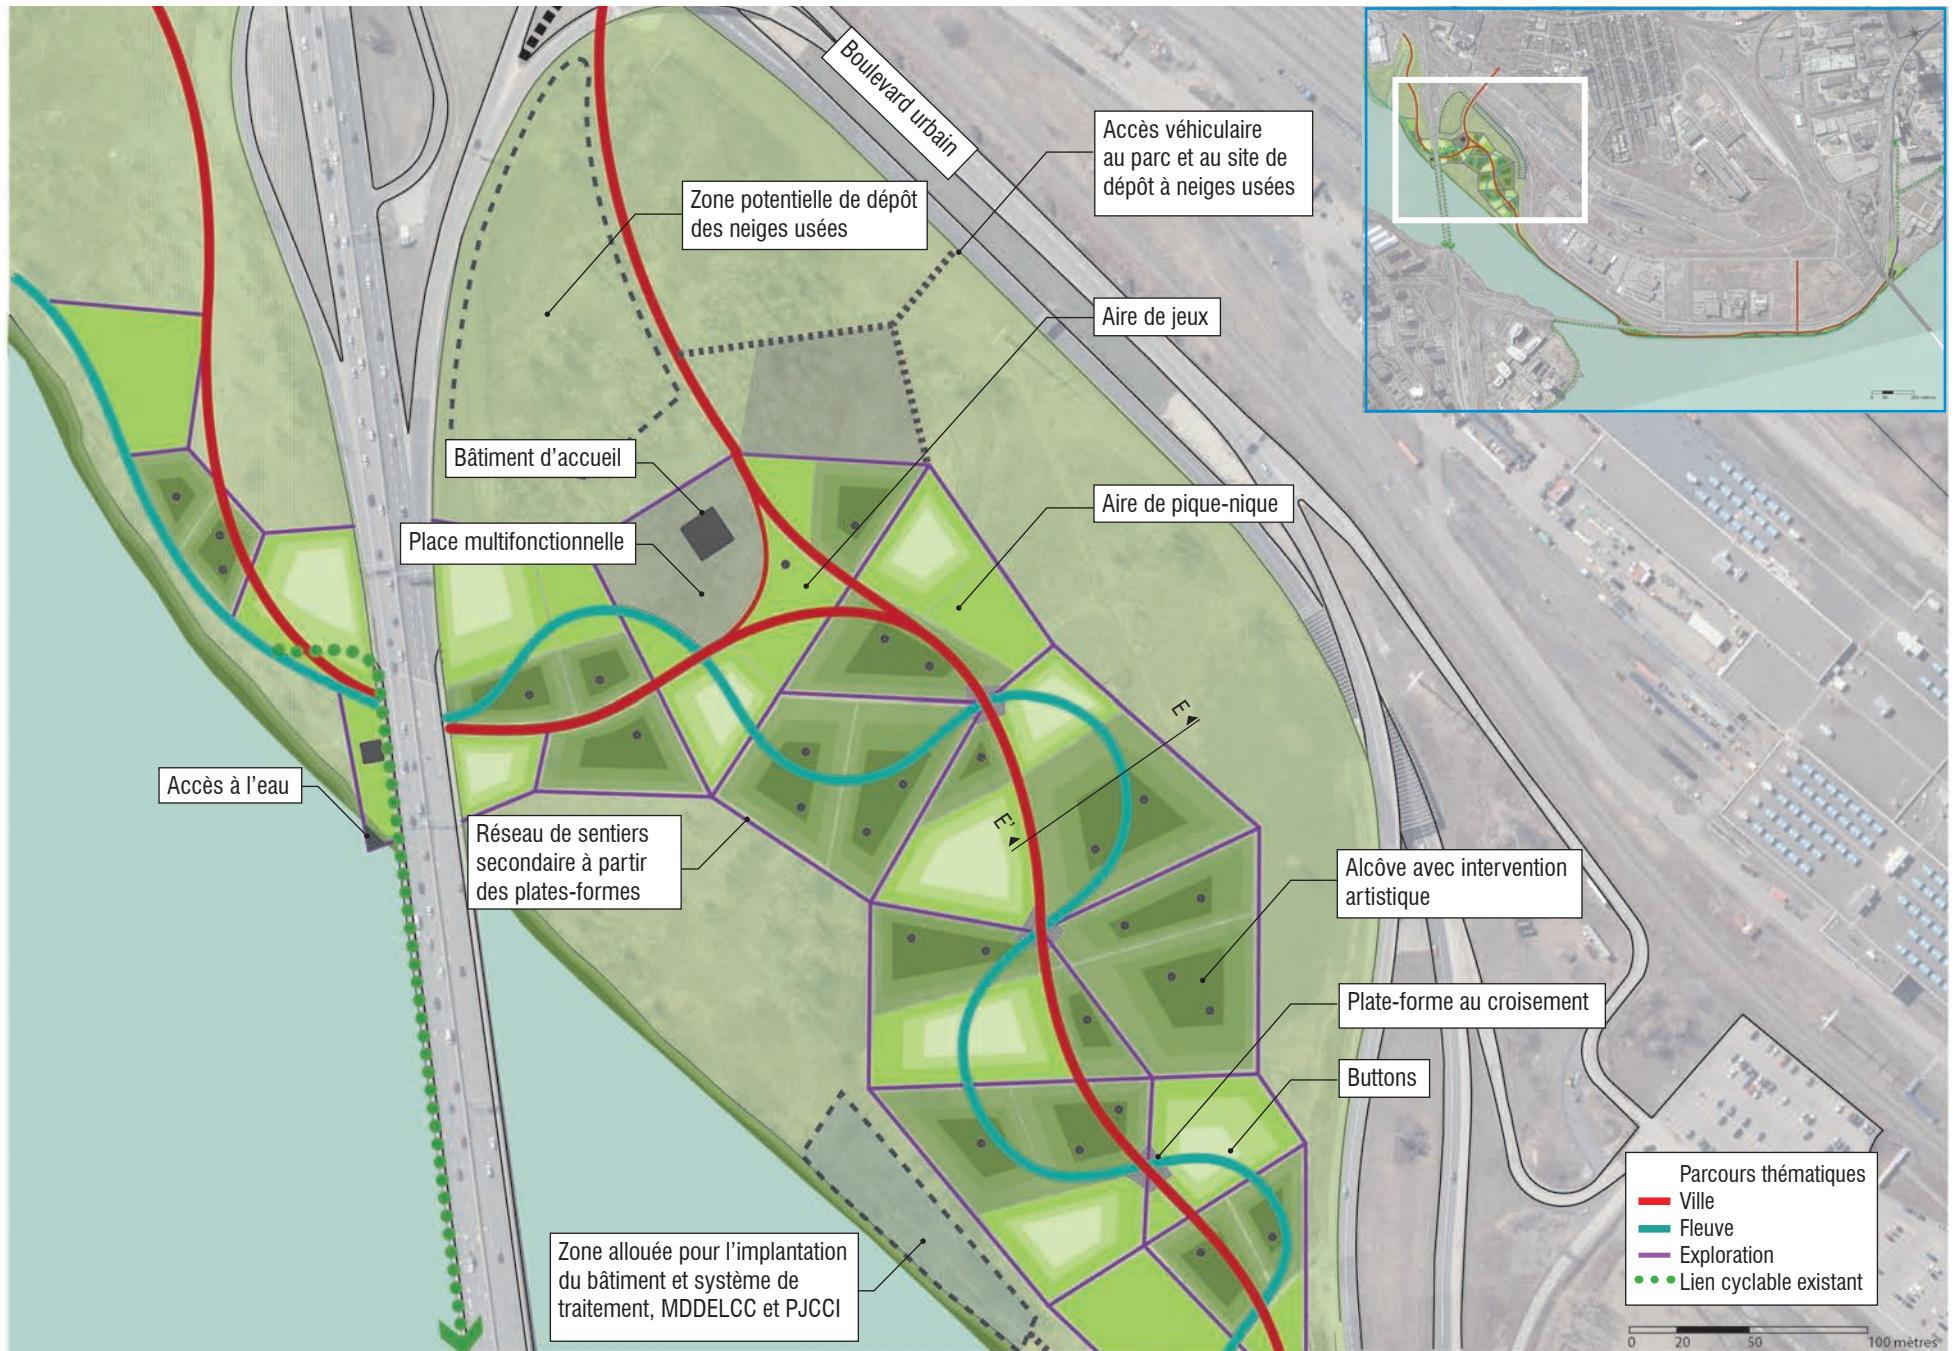 Boulevard urbain
Accès véhiculaire
au parc et au site de
dépôt à neiges usées
Zone potentielle de dépôt
des neiges usées
Aire de jeux
Bâtiment d’accueil
Aire de pique-nique
Place multifonctionnelle
E
E'
Accès à l’eau
Réseau de sentiers
secondaire à partir
des plates-formes
Alcôve avec intervention
artistique
Plate-forme au croisement
Buttons
Zone allouée pour l’implantation
du bâtiment et système de
traitement, MDDELCC et PJCCI
Parcours thématiques
Ville
Fleuve
Exploration
Lien cyclable existant
0 20 50 100 mètres